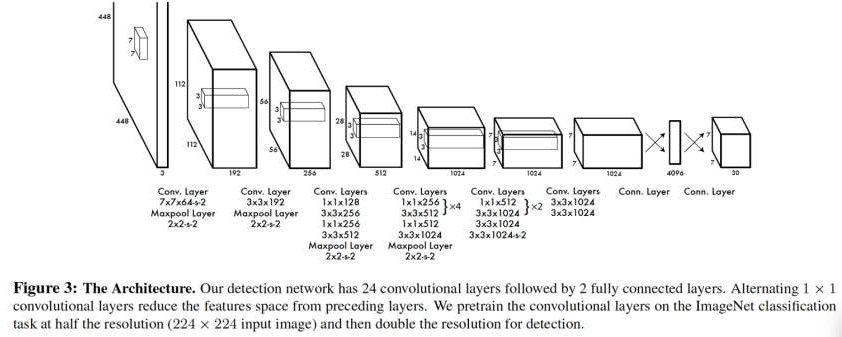 448
7
7
448
3
112
3
3
112
192
56
3
3
56
256
28
3
3
28
512
14
3
3
14
1024
7
3
3
7
1024
7
7
1024
4096
7
7
30
Conv. Layer
7x7x64-s-2
Maxpool Layer
2x2-s-2
Conv. Layer
3x3x192
Maxpool Layer
2x2-s-2
Conv. Layers
1x1x128
3x3x256
1x1x256
3x3x512
Maxpool Layer
2x2-s-2
Conv. Layers
1x1x256
3x3x512 } x4
1x1x512
3x3x1024
Maxpool Layer
2x2-s-2
Conv. Layers
1x1x512
3x3x1024 } x2
3x3x1024
3x3x1024-s-2
Conv. Layers
3x3x1024
3x3x1024
Conn. Layer
Conn. Layer
Figure 3: The Architecture. Our detection network has 24 convolutional layers followed by 2 fully connected layers. Alternating 1 × 1
convolutional layers reduce the features space from preceding layers. We pretrain the convolutional layers on the ImageNet classification
task at half the resolution (224 × 224 input image) and then double the resolution for detection.